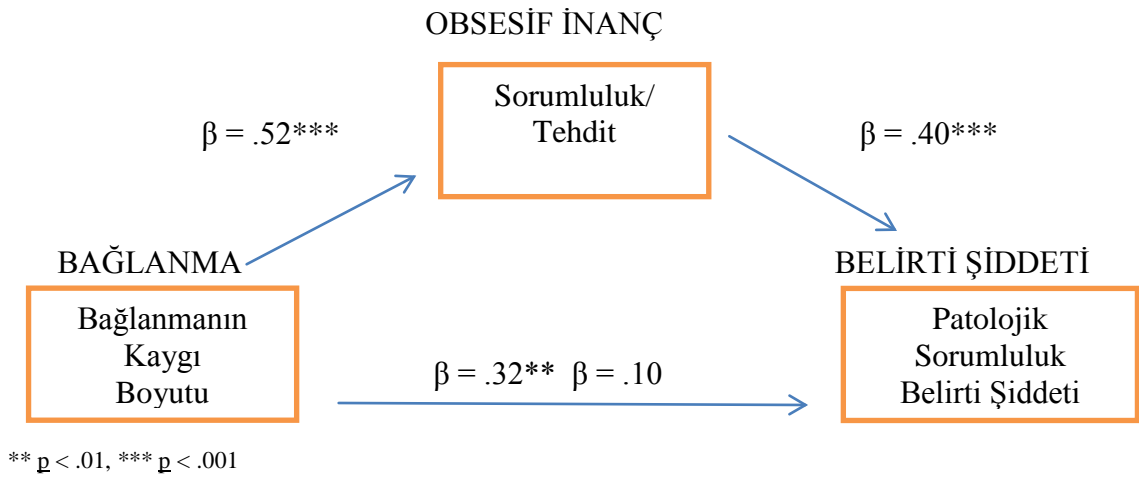 OBSESİF İNANÇ
Sorumluluk/
Tehdit
β = .52***
β = .40***
BAĞLANMA
BELİRTİ ŞİDDETİ
Bağlanmanın
Kaygı
Boyutu
β = .32** β = .10
Patolojik
Sorumluluk
Belirti Şiddeti
** p < .01, *** p < .001